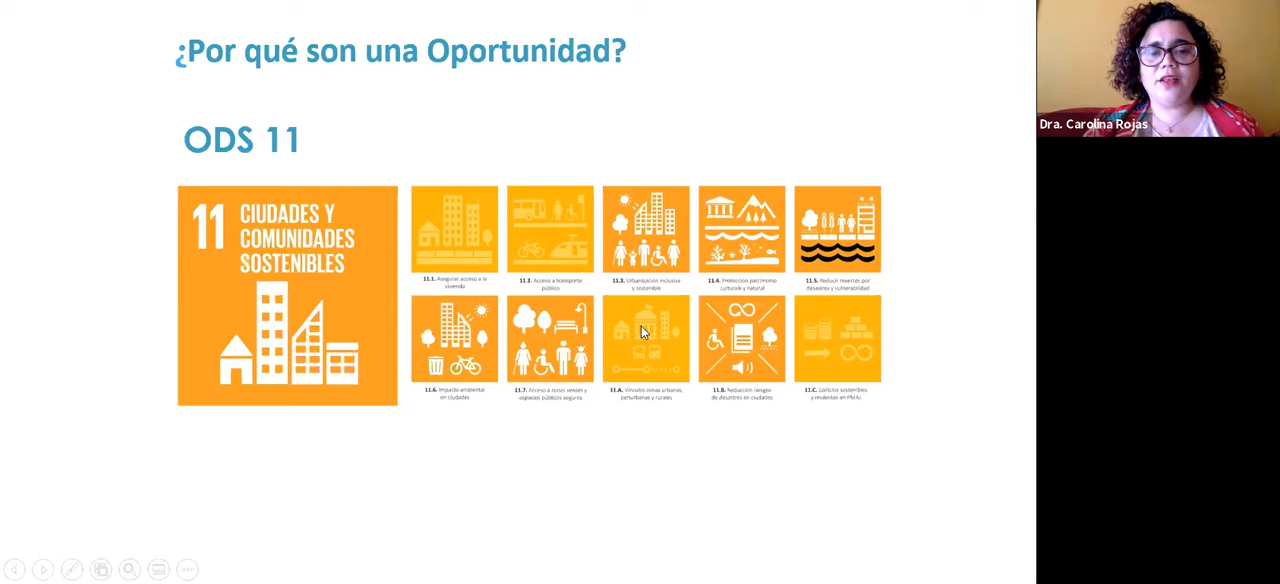 ¿Por qué son una Oportunidad?
Dra. Carolina Rojas
ODS 11
11
CIUDADES Y
COMUNIDADES
SOSTENIBLES
11.1. Asegurar acceso a la
vivienda
11.2. Acceso a transporte
público
11.3. Urbanización inclusiva
y sostenible
11.4. Protección patrimonio
cultural y natural
11.5. Reducir muertes por
desastres y vulnerabilidad
11.6. Impacto ambiental
en ciudades
11.7. Acceso a zonas verdes y
espacios públicos seguros
11.A. Vínculos zonas urbanas,
periurbanas y rurales
11.B. Reducción riesgos
de desastres en ciudades
11.C. Edificios sostenibles
y resilientes en PMAs